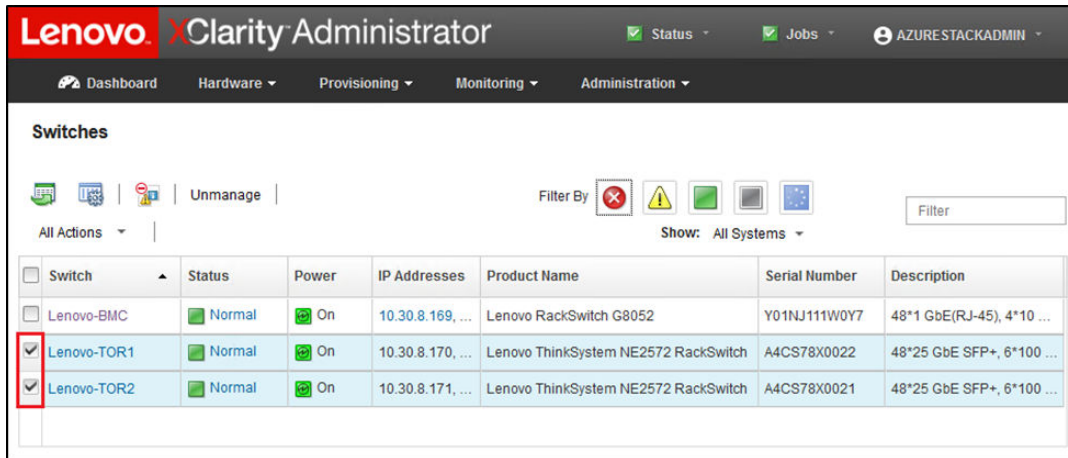 Lenovo. XClarity Administrator Status Jobs AZURESTACKADMIN
Dashboard Hardware Provisioning Monitoring Administration
Switches
Unmanage Filter By Filter
All Actions Show: All Systems
Switch Status Power IP Addresses Product Name Serial Number Description
Lenovo-BMC Normal On 10.30.8.169, ... Lenovo RackSwitch G8052 Y01NJ111W0Y7 48*1 GbE(RJ-45), 4*10 ...
Lenovo-TOR1 Normal On 10.30.8.170, ... Lenovo ThinkSystem NE2572 RackSwitch A4CS78X0022 48*25 GbE SFP+, 6*100 ...
Lenovo-TOR2 Normal On 10.30.8.171, ... Lenovo ThinkSystem NE2572 RackSwitch A4CS78X0021 48*25 GbE SFP+, 6*100 ...